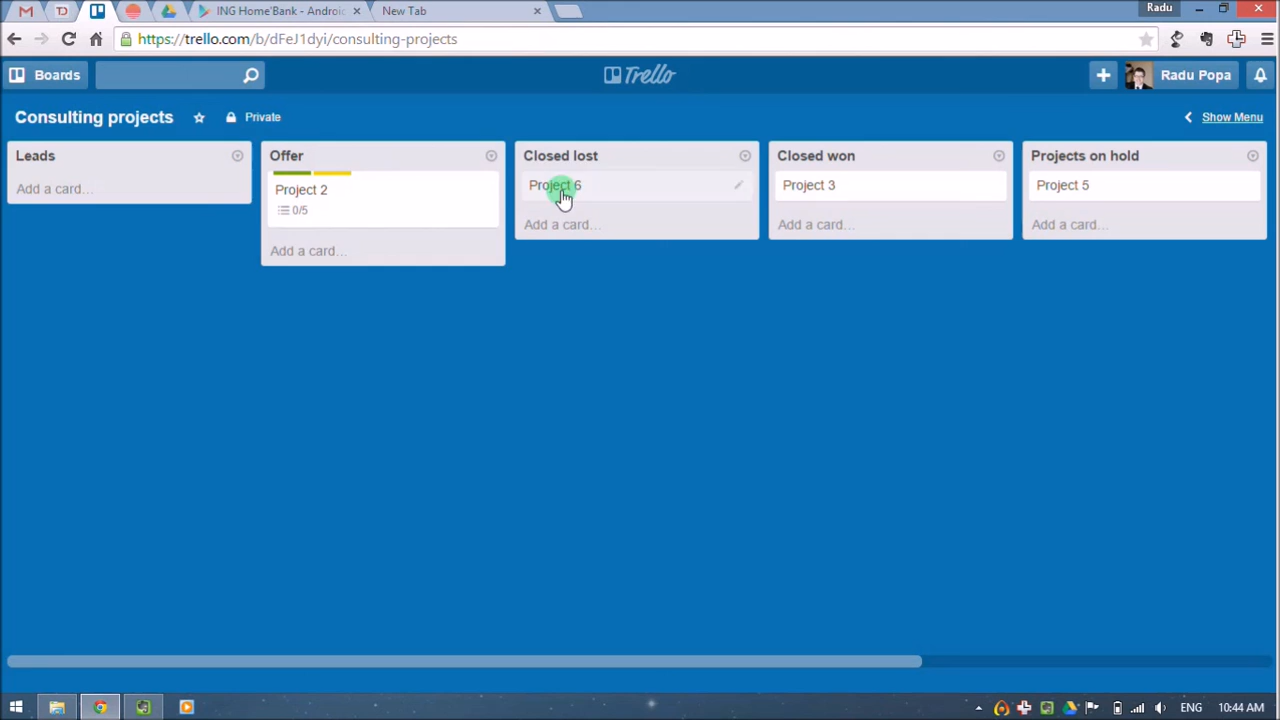 ING Home'Bank - Androi
New Tab
Radu
https://trello.com/b/dFeJ1dyi/consulting-projects
Boards
Trello
Radu Popa
Consulting projects
Private
Show Menu
Leads
Add a card…
Offer
Project 2
0/5
Add a card…
Closed lost
Project 6
Add a card…
Closed won
Project 3
Add a card…
Projects on hold
Project 5
Add a card…
ENG
10:44 AM